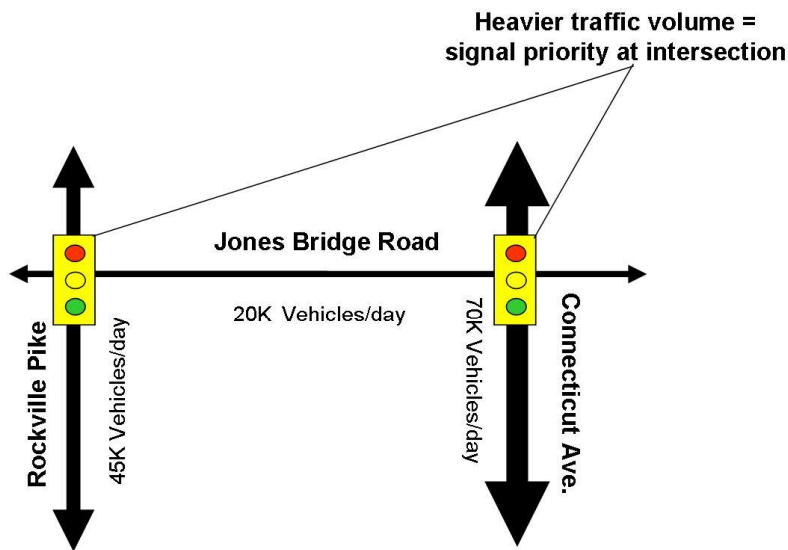 Heavier traffic volume =
signal priority at intersection
Jones Bridge Road
20K Vehicles/day
Rockville Pike
45K Vehicles/day
70K Vehicles/day
Connecticut Ave.